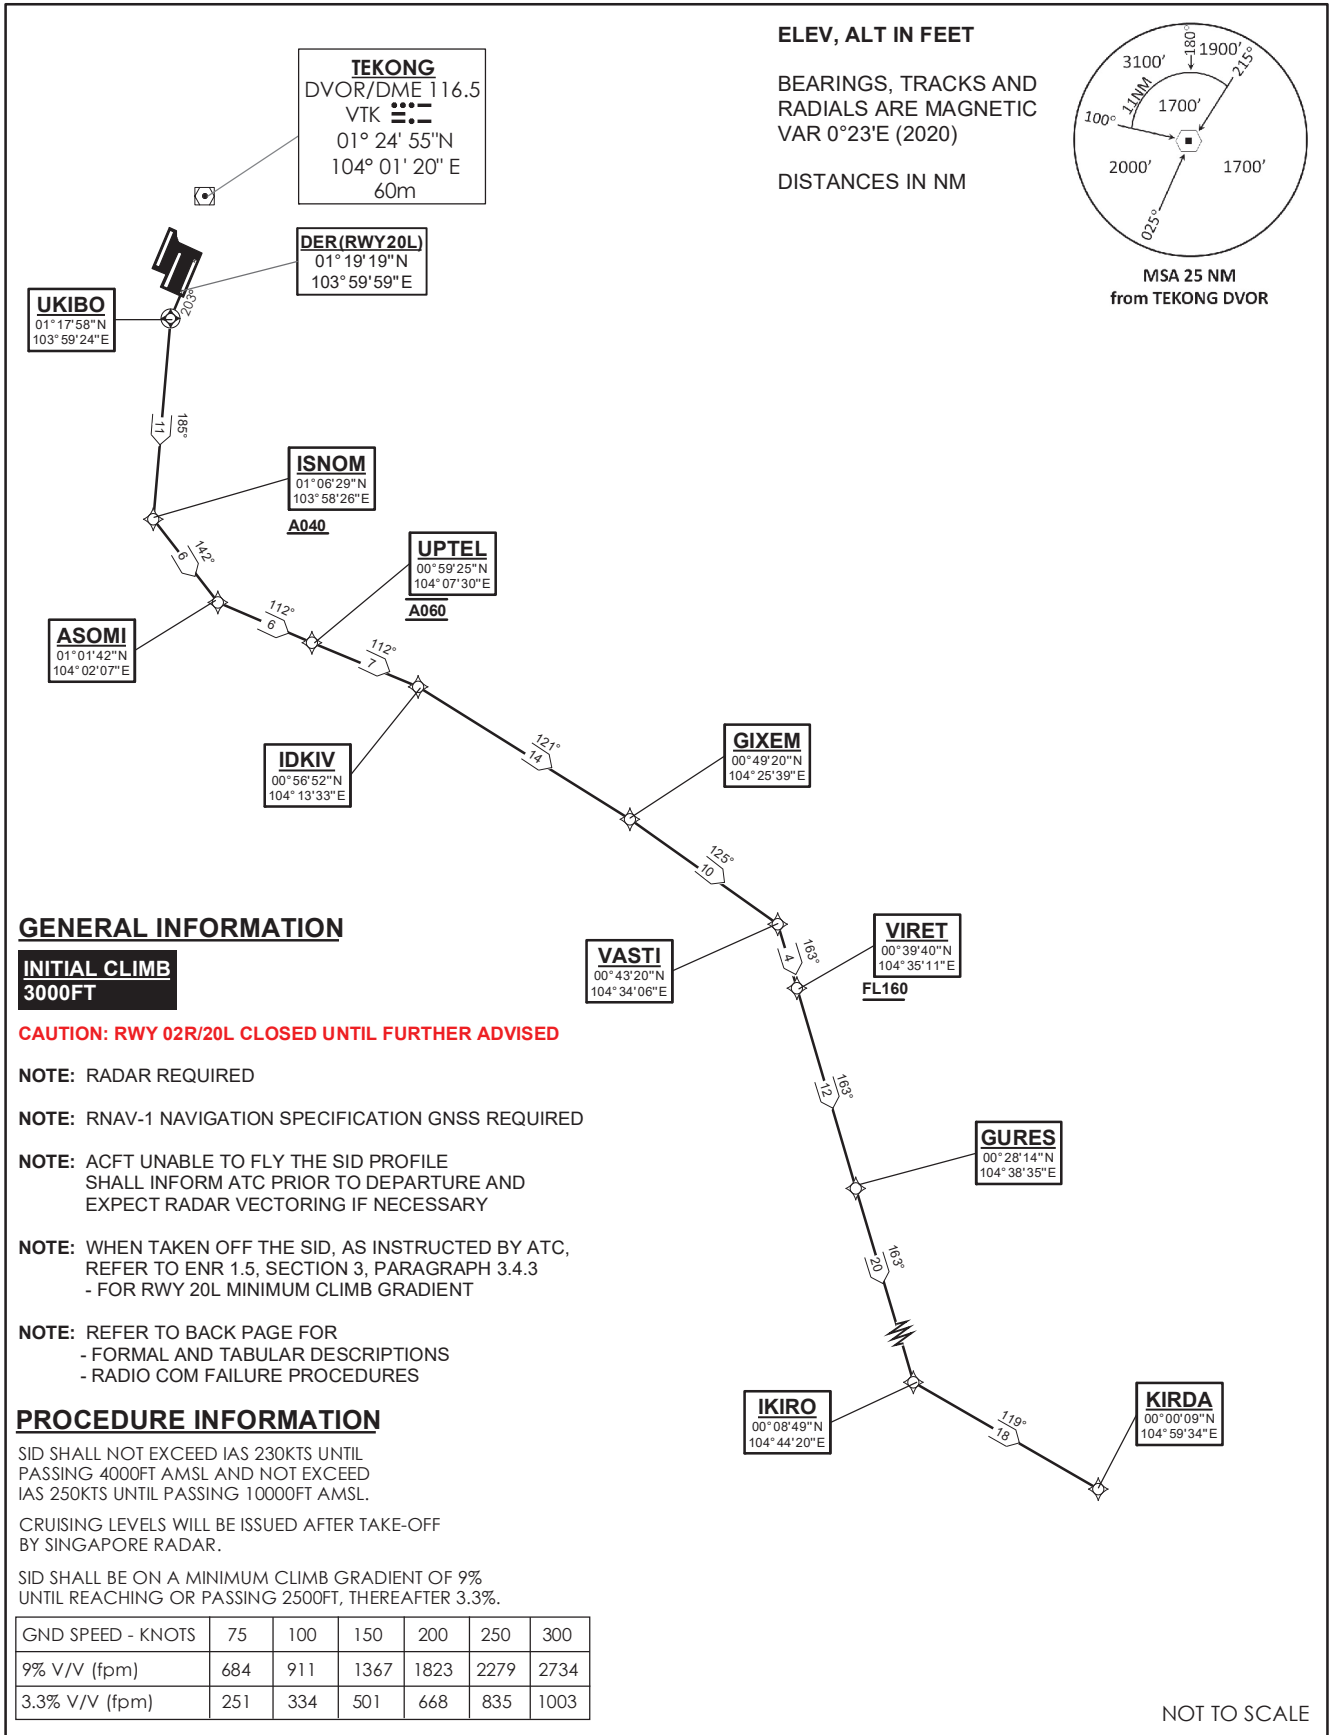 ELEV, ALT IN FEET
BEARINGS, TRACKS AND
RADIALS ARE MAGNETIC
VAR 0°23'E (2020)
DISTANCES IN NM
180°
1900'
3100'
215°
11NM
1700'
100°
2000'
1700'
025°
MSA 25 NM
from TEKONG DVOR
TEKONG
DVOR/DME 116.5
VTK
01° 24' 55"N
104° 01' 20" E
60m
DER(RWY20L)
01° 19'19"N
103° 59'59"E
203°
UKIBO
01°17'58"N
103°59'24"E
11
185°
ISNOM
01°06'29"N
103°58'26"E
A040
6
142°
UPTEL
00°59'25"N
104°07'30"E
A060
112°
6
ASOMI
01°01'42"N
104°02'07"E
112°
7
IDKIV
00°56'52"N
104°13'33"E
121°
14
GIXEM
00°49'20"N
104°25'39"E
125°
10
VASTI
00°43'20"N
104°34'06"E
4
163°
VIRET
00°39'40"N
104°35'11"E
FL160
12
163°
GURES
00°28'14"N
104°38'35"E
20
163°
IKIRO
00°08'49"N
104°44'20"E
119°
18
KIRDA
00°00'09"N
104°59'34"E
GENERAL INFORMATION
INITIAL CLIMB
3000FT
CAUTION: RWY 02R/20L CLOSED UNTIL FURTHER ADVISED
NOTE: RADAR REQUIRED
NOTE: RNAV-1 NAVIGATION SPECIFICATION GNSS REQUIRED
NOTE: ACFT UNABLE TO FLY THE SID PROFILE
SHALL INFORM ATC PRIOR TO DEPARTURE AND
EXPECT RADAR VECTORING IF NECESSARY
NOTE: WHEN TAKEN OFF THE SID, AS INSTRUCTED BY ATC,
REFER TO ENR 1.5, SECTION 3, PARAGRAPH 3.4.3
- FOR RWY 20L MINIMUM CLIMB GRADIENT
NOTE: REFER TO BACK PAGE FOR
- FORMAL AND TABULAR DESCRIPTIONS
- RADIO COM FAILURE PROCEDURES
PROCEDURE INFORMATION
SID SHALL NOT EXCEED IAS 230KTS UNTIL
PASSING 4000FT AMSL AND NOT EXCEED
IAS 250KTS UNTIL PASSING 10000FT AMSL.
CRUISING LEVELS WILL BE ISSUED AFTER TAKE-OFF
BY SINGAPORE RADAR.
SID SHALL BE ON A MINIMUM CLIMB GRADIENT OF 9%
UNTIL REACHING OR PASSING 2500FT, THEREAFTER 3.3%.
GND SPEED - KNOTS 75 100 150 200 250 300
9% V/V (fpm) 684 911 1367 1823 2279 2734
3.3% V/V (fpm) 251 334 501 668 835 1003
NOT TO SCALE